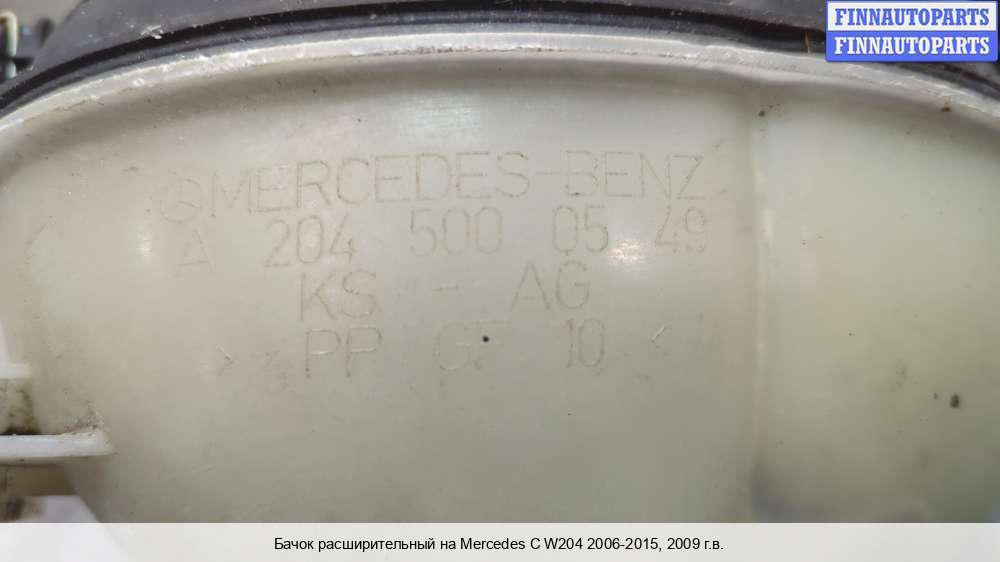 FINNAUTOPARTS
FINNAUTOPARTS
MERCEDES-BENZ
A 204 500 05 49
KS - AG
> PP GF 10 <
Бачок расширительный на Mercedes C W204 2006-2015, 2009 г.в.